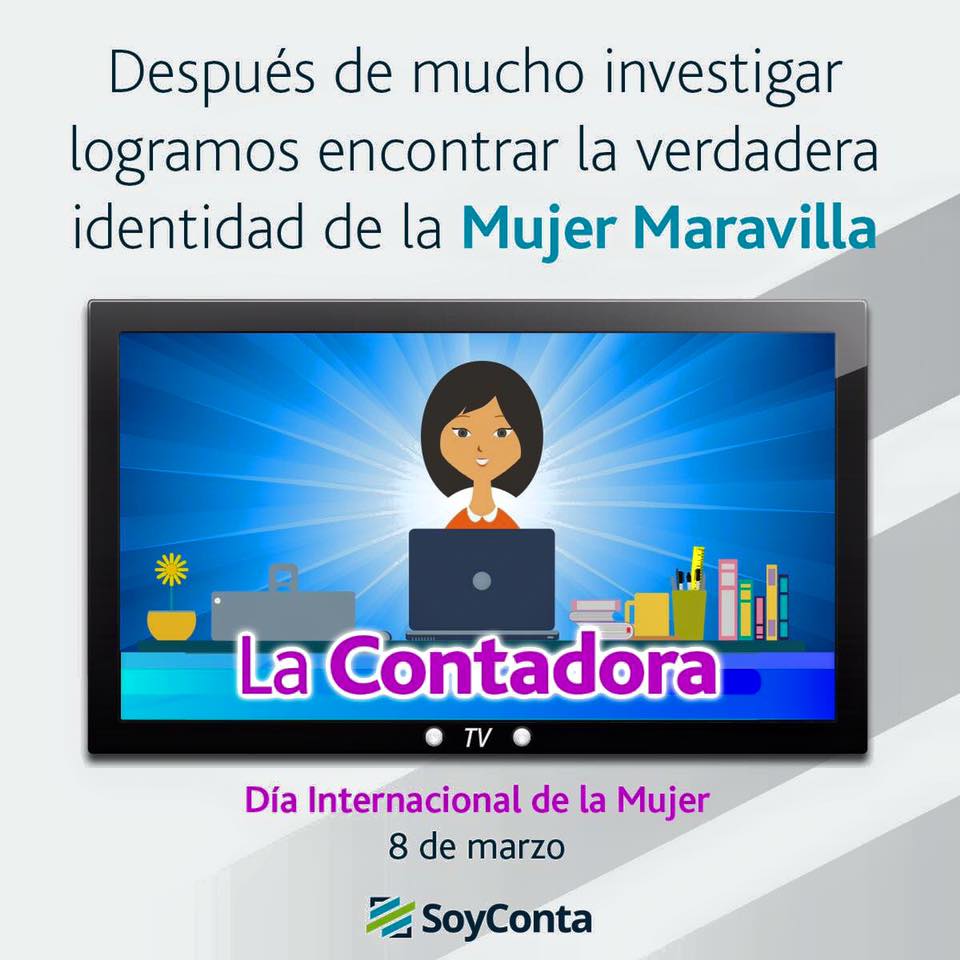 Después de mucho investigar
logramos encontrar la verdadera
identidad de la Mujer Maravilla
La Contadora
TV
Día Internacional de la Mujer
8 de marzo
SoyConta